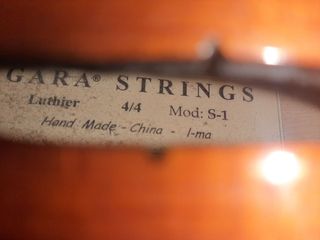 GARA® STRINGS
Luthier 4/4 Mod: S-1
Hand Made - China - I-ma